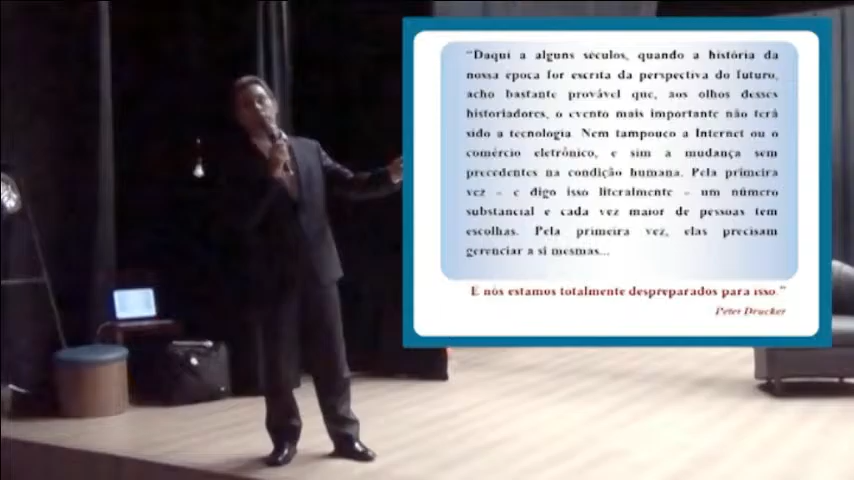 “Daqui a alguns séculos, quando a história da
nossa época for escrita da perspectiva do futuro,
acho bastante provável que, aos olhos desses
historiadores, o evento mais importante não terá
sido a tecnologia. Nem tampouco a Internet ou o
comércio eletrônico, e sim a mudança sem
precedentes na condição humana. Pela primeira
vez – e digo isso literalmente – um número
substancial e cada vez maior de pessoas tem
escolhas. Pela primeira vez, elas precisam
gerenciar a si mesmas...
E nós estamos totalmente despreparados para isso.”
Peter Drucker